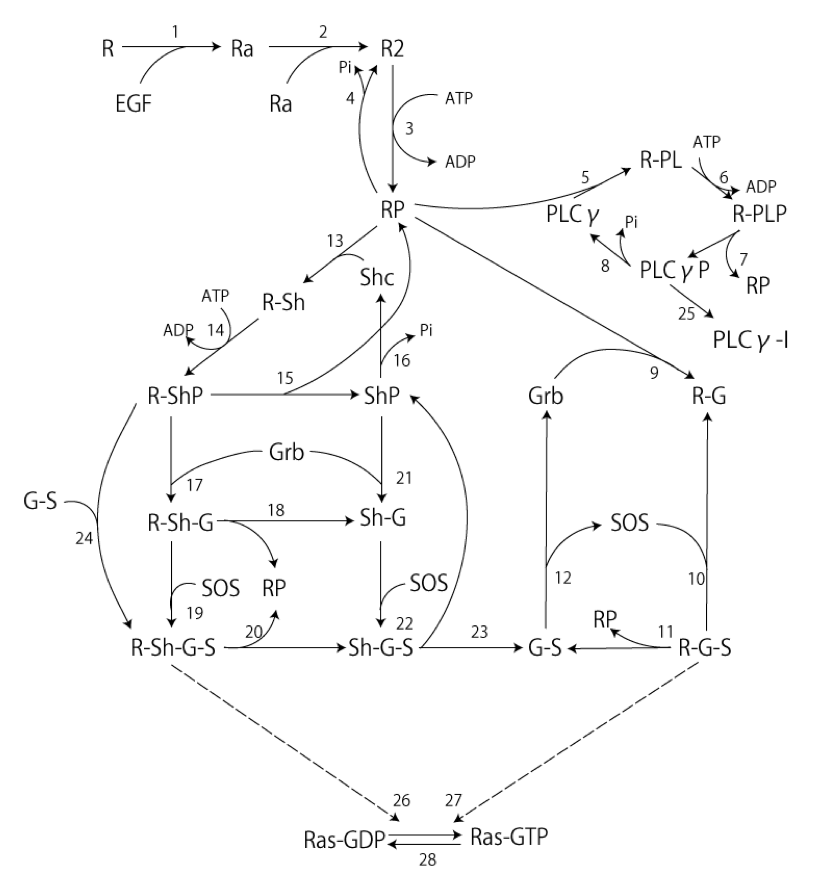 1
2
R
Ra
R2
Pi
EGF
Ra
4
ATP
3
ADP
ATP
R-PL
5
6
ADP
RP
PLCγ
Pi
R-PLP
13
8
PLCγP
7
RP
Shc
R-Sh
25
ATP
ADP
14
Pi
PLCγ-I
16
15
9
R-ShP
ShP
Grb
R-G
Grb
17
21
G-S
18
R-Sh-G
Sh-G
SOS
24
12
10
SOS
RP
SOS
19
22
RP
20
23
11
R-Sh-G-S
Sh-G-S
G-S
R-G-S
26
27
Ras-GDP
Ras-GTP
28